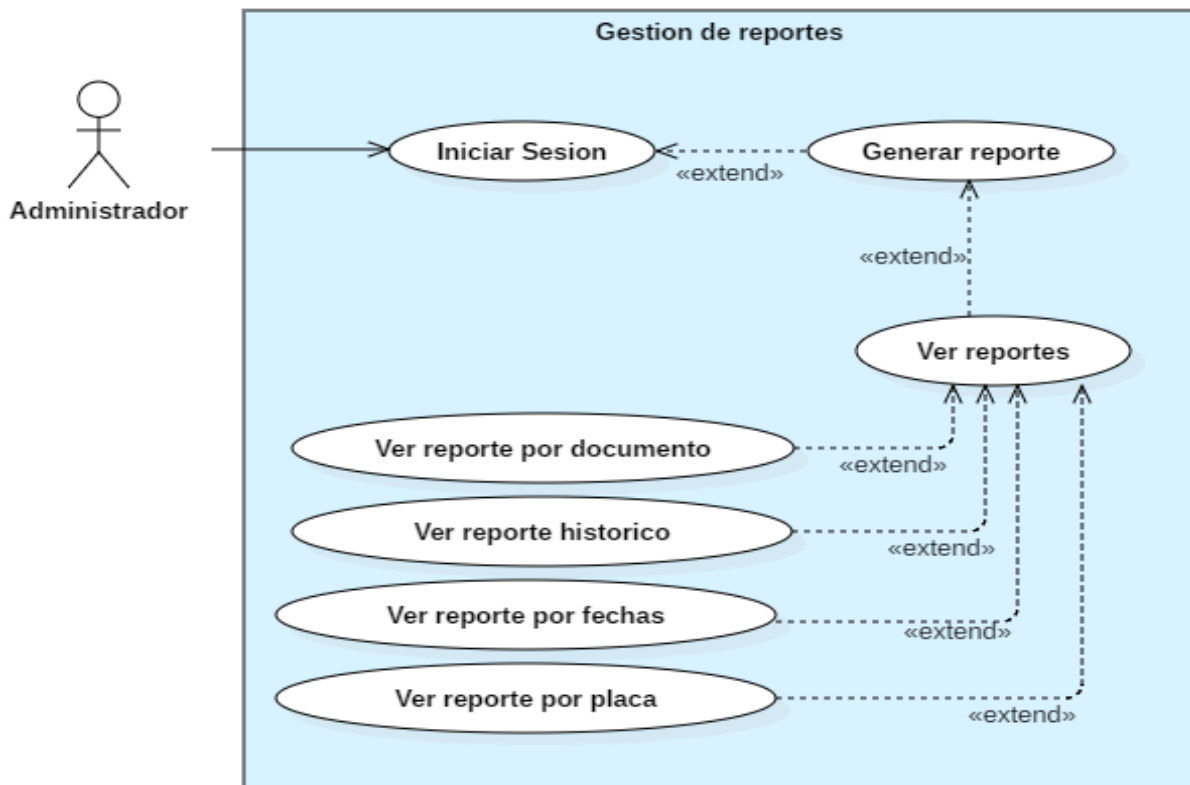 Gestion de reportes
Iniciar Sesion
Generar reporte
«extend»
Administrador
«extend»
Ver reportes
Ver reporte por documento
«extend»
Ver reporte historico
«extend»
Ver reporte por fechas
«extend»
Ver reporte por placa
«extend»